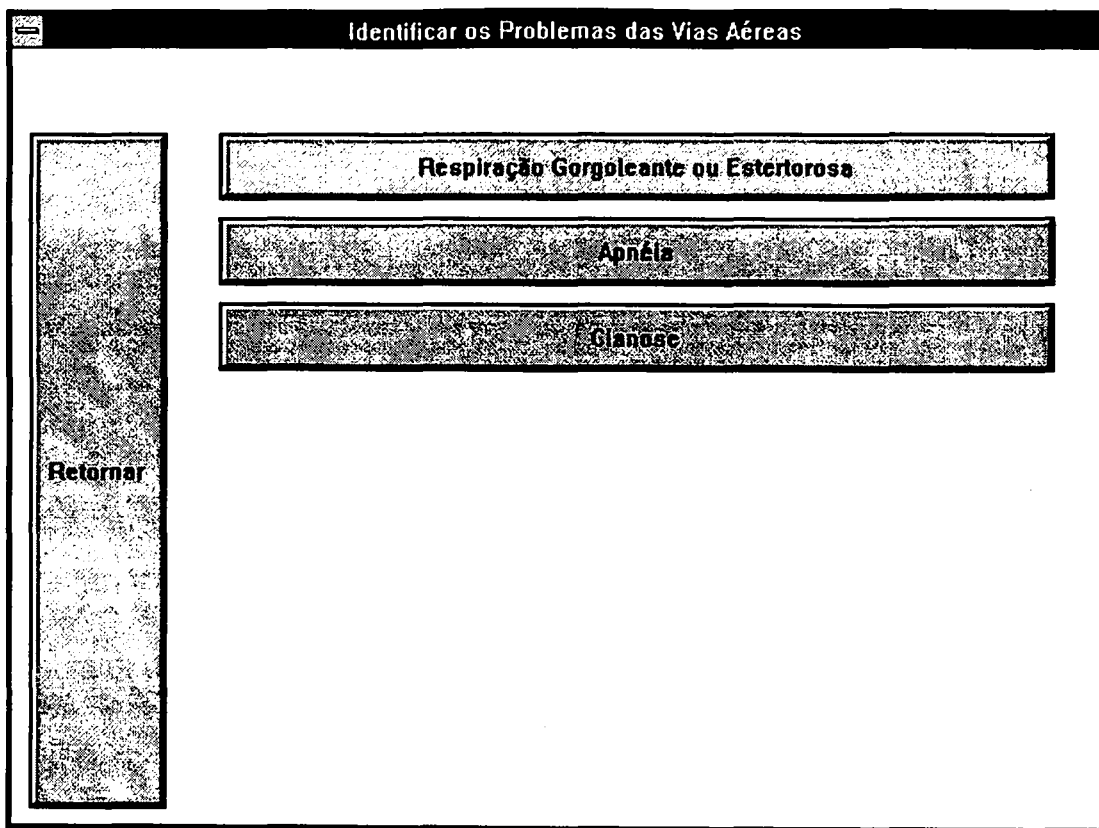 Identificar os Problemas das Vias Aéreas
Respiração Gorgoleante ou Estertorosa
Apnéia
Cianose
Retornar